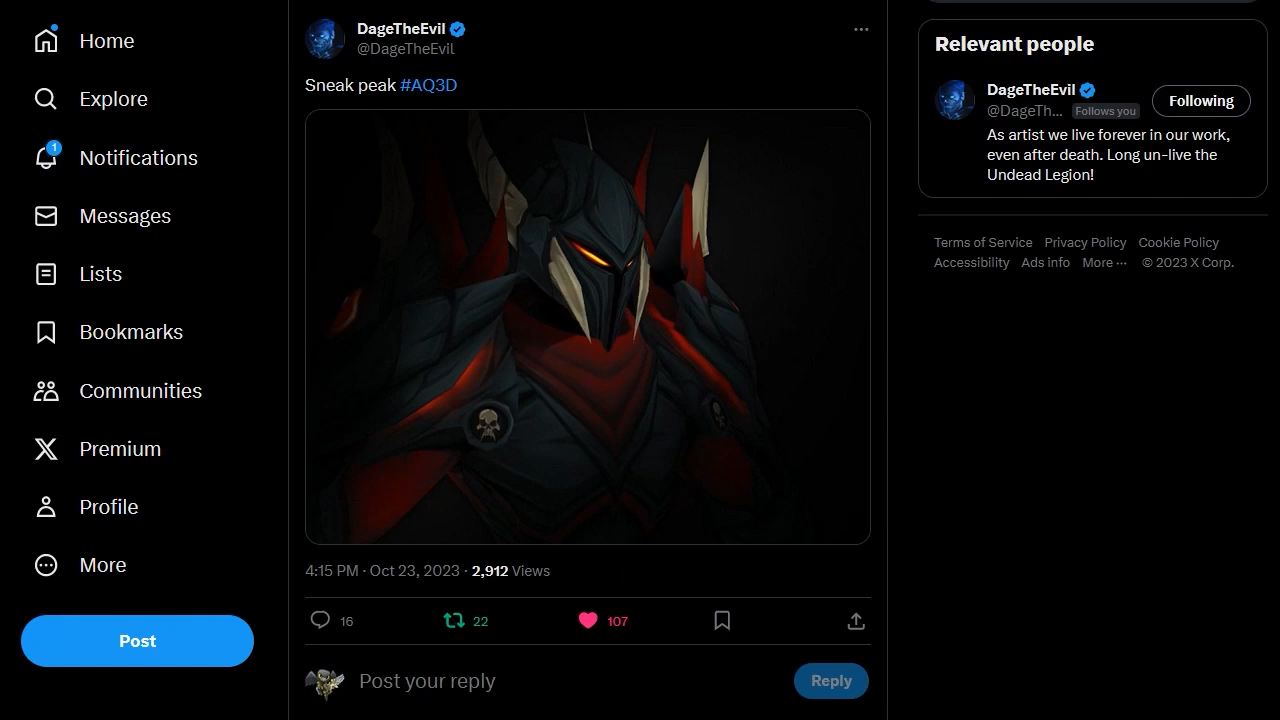 Home
Explore
1
Notifications
Messages
Lists
Bookmarks
Communities
Premium
Profile
More
Post
DageTheEvil
@DageTheEvil
Sneak peak #AQ3D
4:15 PM · Oct 23, 2023 · 2,912 Views
16 22 107
Post your reply
Reply
Relevant people
DageTheEvil
@DageTh... Follows you
Following
As artist we live forever in our work,
even after death. Long un-live the
Undead Legion!
Terms of Service Privacy Policy Cookie Policy
Accessibility Ads info More ··· © 2023 X Corp.